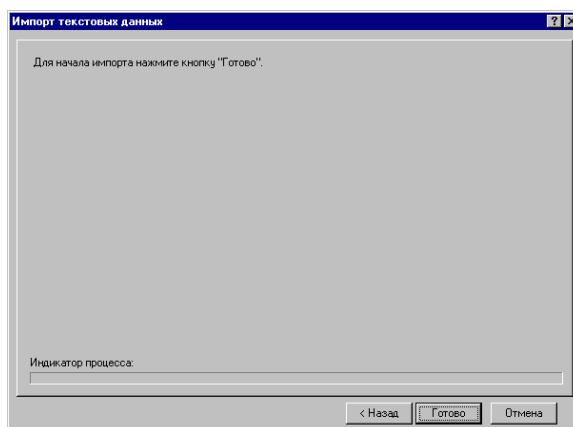 Импорт текстовых данных
Для начала импорта нажмите кнопку "Готово".
Индикатор процесса:
< Назад Готово Отмена